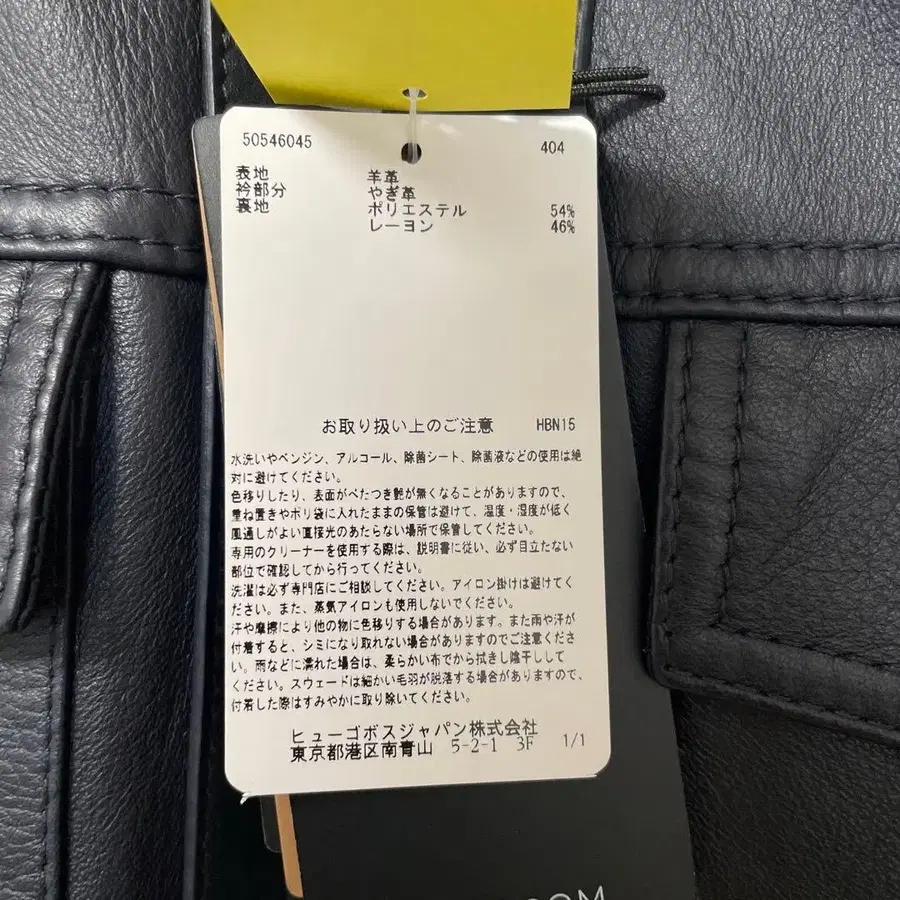 50546045 404
表地 羊革
衿部分 やぎ革
裏地 ポリエステル 54%
レーヨン 46%
お取り扱い上のご注意 HBN15
水洗いやベンジン、アルコール、除菌シート、除菌液などの使用は絶
対に避けてください。
色移りしたり、表面がべたつき艶が無くなることがありますので、
重ね置きやポリ袋に入れたままの保管は避けて、温度・湿度が低く
風通しがよい直接光のあたらない場所で保管してください。
専用のクリーナーを使用する際は、説明書に従い、必ず目立たない
部位で確認してから行ってください。
洗濯は必ず専門店にご相談してください。アイロン掛けは避けてく
ださい。また、蒸気アイロンも使用しないでください。
汗や摩擦により他の物に色移りする場合があります。また雨や汗が
付着すると、シミになり取れない場合がありますのでご注意くださ
い。雨などに濡れた場合は、柔らかい布でから拭きし陰干しして
ください。スウェードは細かい毛羽が脱落する場合がありますので、
付着した際はすみやかに取り除いてください。
ヒューゴボスジャパン株式会社
東京都港区南青山 5-2-1 3F 1/1